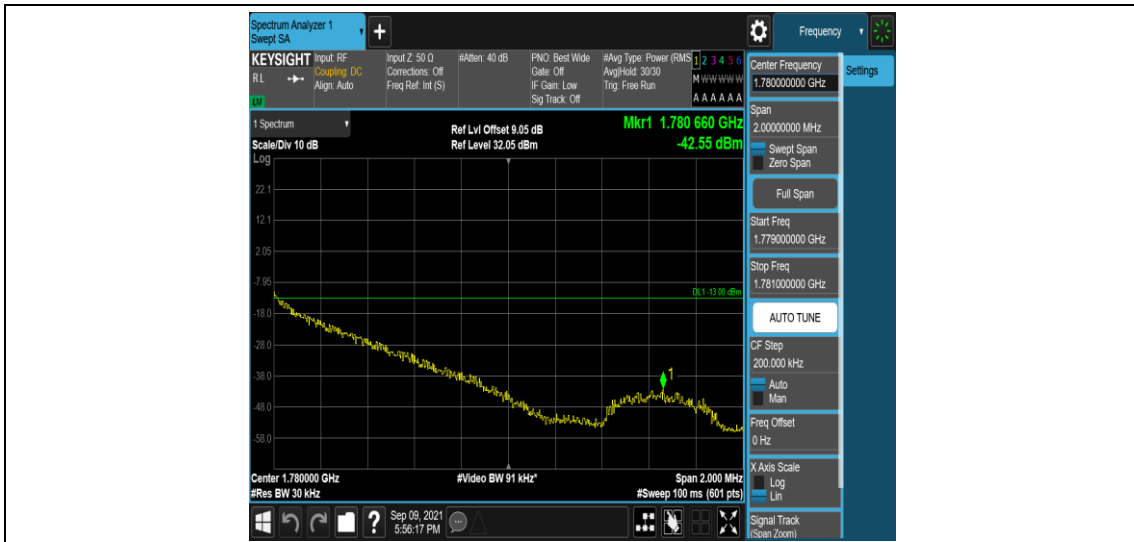 Spectrum Analyzer 1
Swept SA
+
Frequency
KEYSIGHT
RL
LXI
Input: RF
Coupling: DC
Align: Auto
Input Z: 50 Ω
Corrections: Off
Freq Ref: Int (S)
#Atten: 40 dB
PNO: Best Wide
Gate: Off
IF Gain: Low
Sig Track: Off
#Avg Type: Power (RMS
Avg|Hold: 30/30
Trig: Free Run
1 2 3 4 5 6
M W W W W W
A A A A A A
1 Spectrum
Scale/Div 10 dB
Log
Ref Lvl Offset 9.05 dB
Ref Level 32.05 dBm
Mkr1 1.780 660 GHz
-42.55 dBm
22.1
12.1
2.05
-7.95
DL1 -13.00 dBm
-18.0
-28.0
-38.0
1
-48.0
-58.0
Center 1.780000 GHz
#Res BW 30 kHz
#Video BW 91 kHz*
Span 2.000 MHz
#Sweep 100 ms (601 pts)
Center Frequency
1.780000000 GHz
Settings
Span
2.00000000 MHz
Swept Span
Zero Span
Full Span
Start Freq
1.779000000 GHz
Stop Freq
1.781000000 GHz
AUTO TUNE
CF Step
200.000 kHz
Auto
Man
Freq Offset
0 Hz
X Axis Scale
Log
Lin
Signal Track
(Span Zoom)
?
Sep 09, 2021
5:56:17 PM